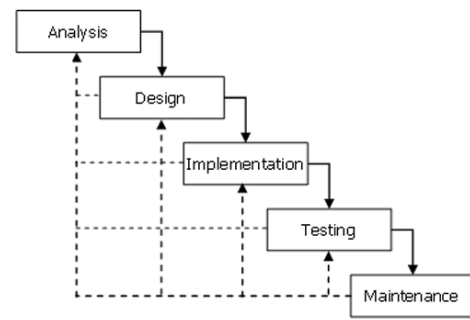 Analysis
Design
Implementation
Testing
Maintenance